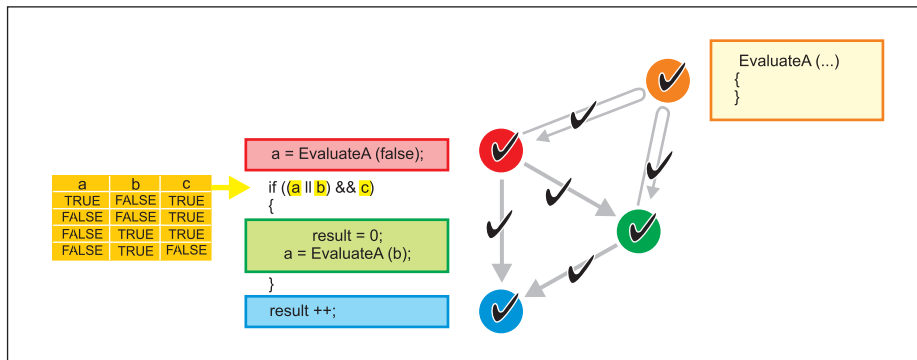 EvaluateA (...)
{
}
a = EvaluateA (false);
a b c
TRUE FALSE TRUE
FALSE FALSE TRUE
FALSE TRUE TRUE
FALSE TRUE FALSE
if ((a || b) && c)
{
result = 0;
a = EvaluateA (b);
}
result ++;